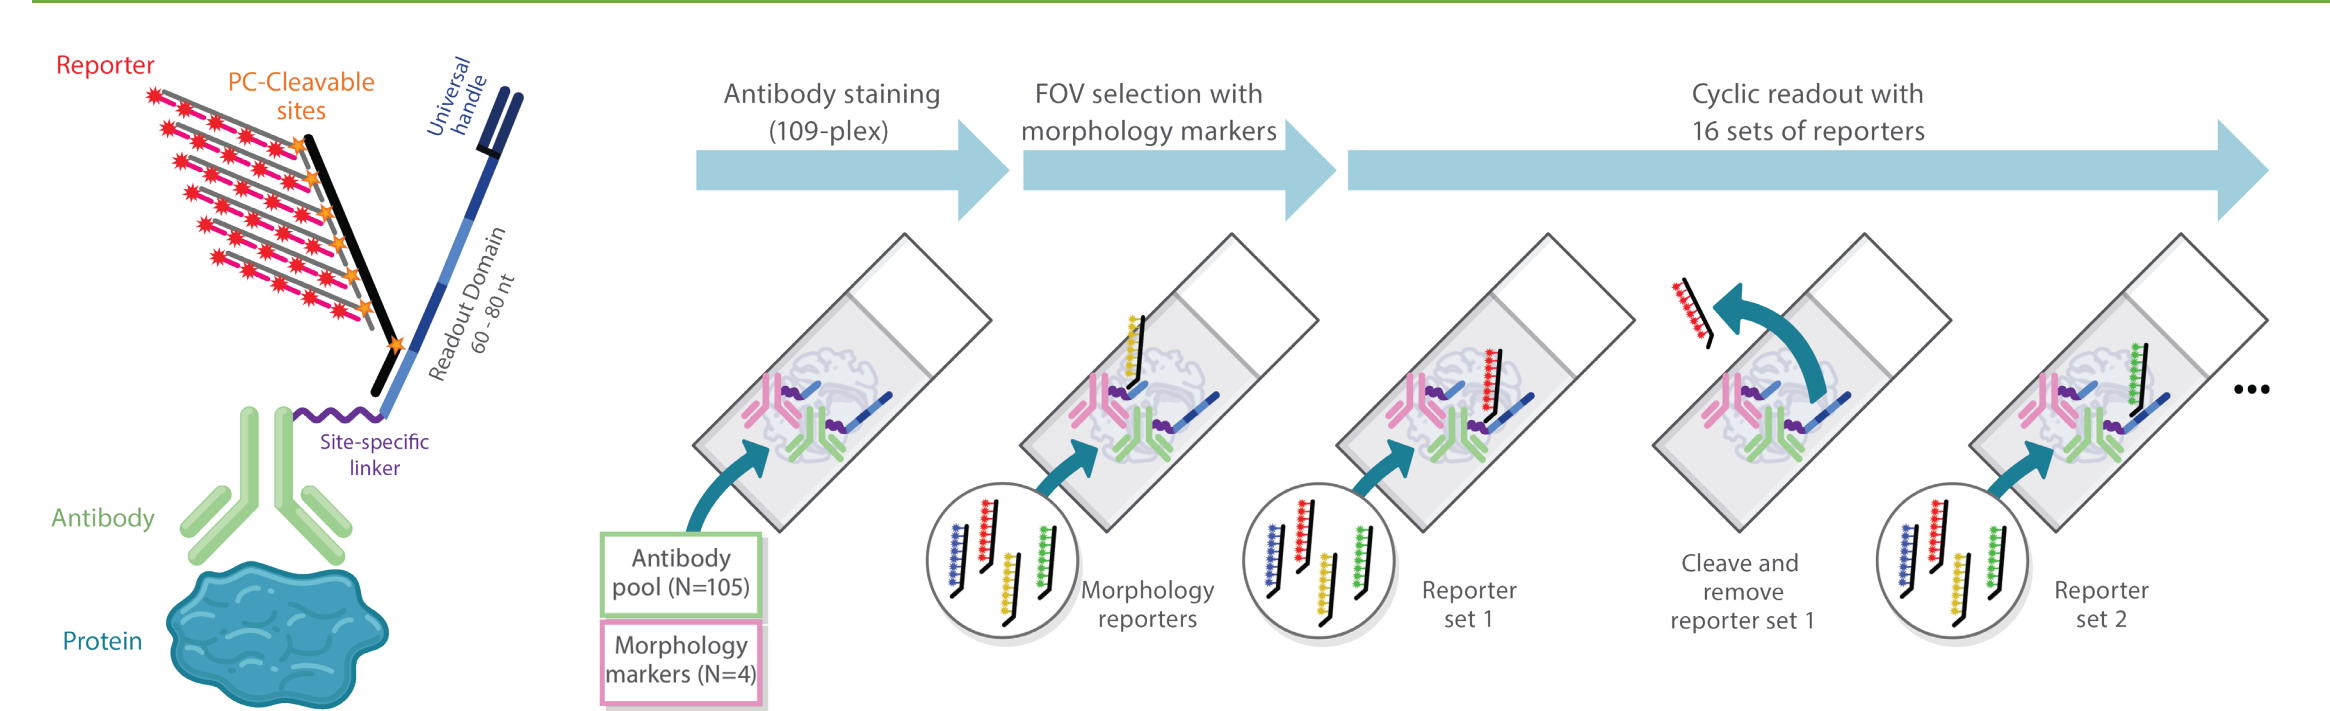 Reporter
PC-Cleavable
sites
Universal
handle
Readout Domain
60 - 80 nt
Site-specific
linker
Antibody
Protein
Antibody staining
(109-plex)
FOV selection with
morphology markers
Cyclic readout with
16 sets of reporters
Antibody
pool (N=105)
Morphology
markers (N=4)
Morphology
reporters
Reporter
set 1
Cleave and
remove
reporter set 1
Reporter
set 2
...